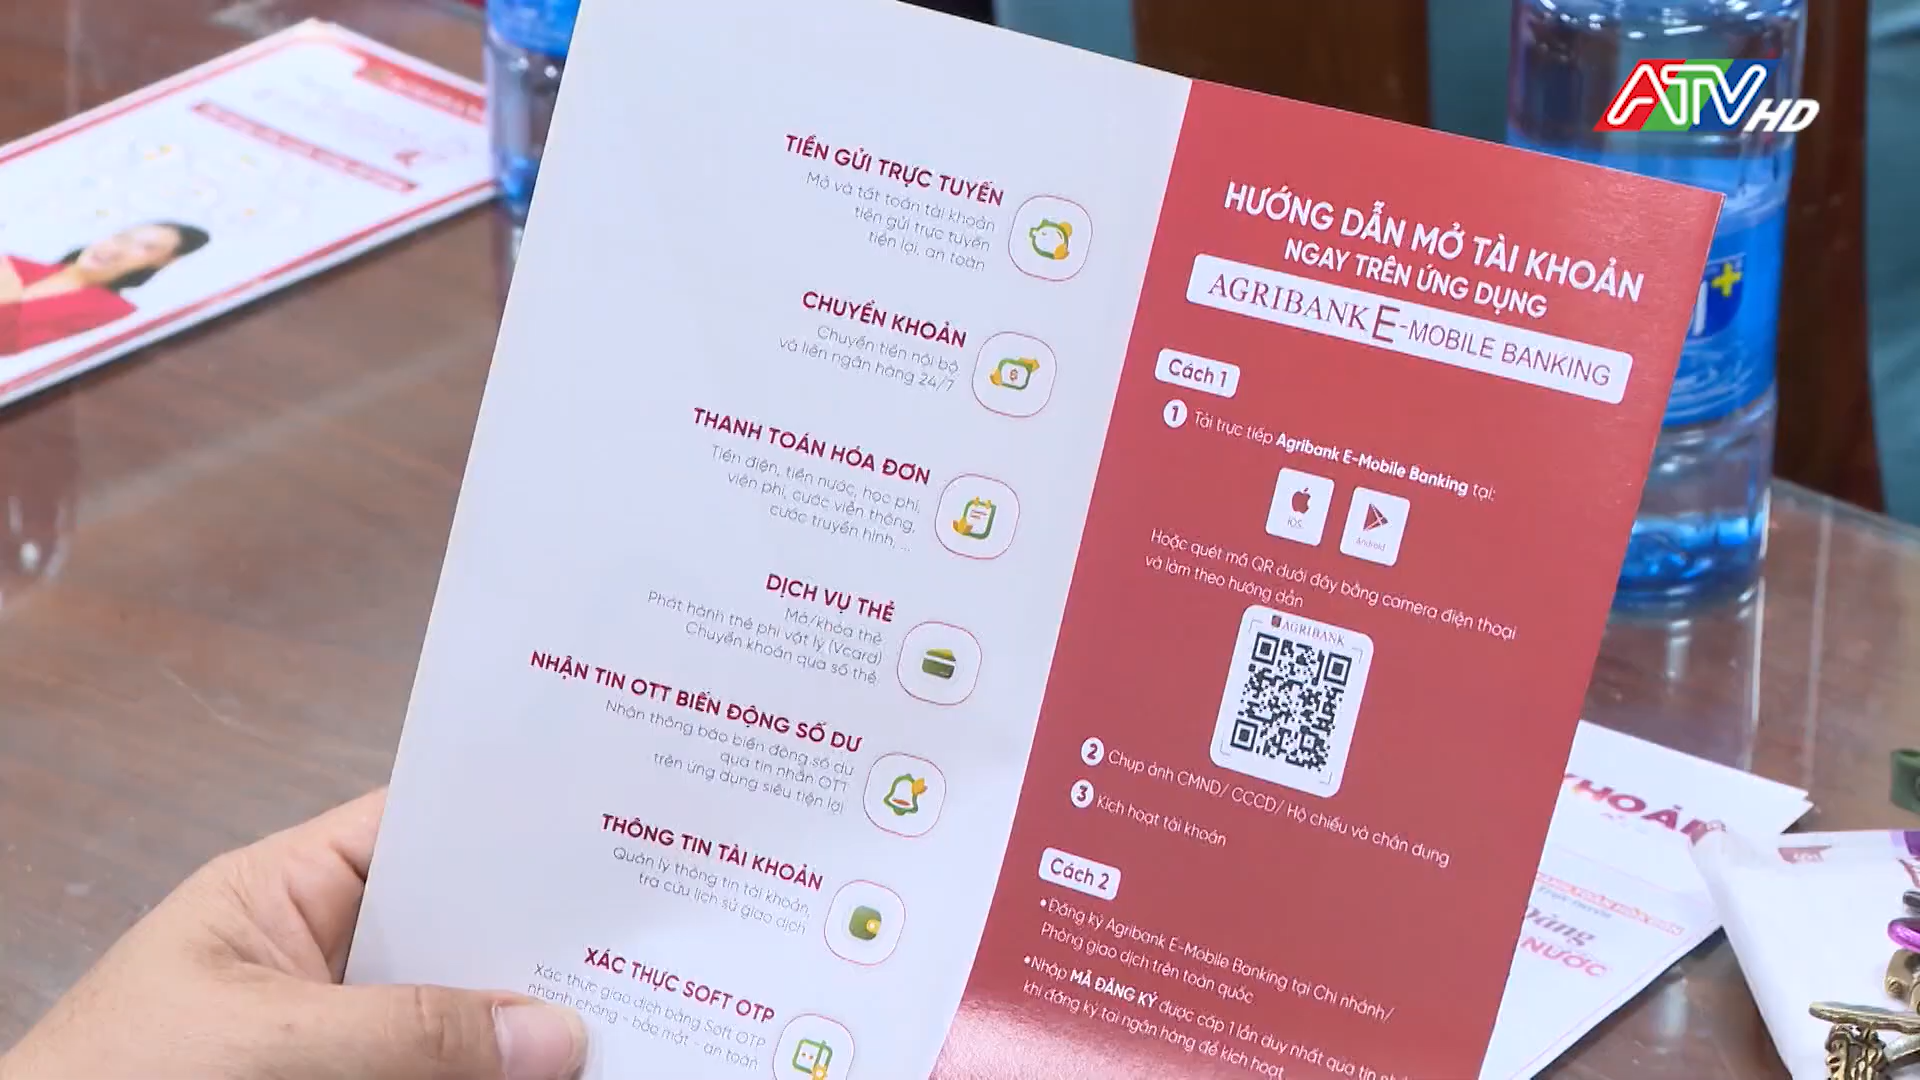 ATV HD
TIỀN GỬI TRỰC TUYẾN
Mở và tất toán tài khoản
tiền gửi trực tuyến
tiện lợi, an toàn
CHUYỂN KHOẢN
Chuyển tiền nội bộ
và liên ngân hàng 24/7
THANH TOÁN HÓA ĐƠN
Tiền điện, tiền nước, học phí,
viện phí, cước viễn thông,
cước truyền hình, ...
DỊCH VỤ THẺ
Mở/khóa thẻ
Phát hành thẻ phi vật lý (Vcard)
Chuyển khoản qua số thẻ
NHẬN TIN OTT BIẾN ĐỘNG SỐ DƯ
Nhận thông báo biến động số dư
qua tin nhắn OTT
trên ứng dụng siêu tiện lợi
THÔNG TIN TÀI KHOẢN
Quản lý thông tin tài khoản,
tra cứu lịch sử giao dịch
XÁC THỰC SOFT OTP
Xác thực giao dịch bằng Soft OTP
nhanh chóng - bảo mật - an toàn
HƯỚNG DẪN MỞ TÀI KHOẢN
NGAY TRÊN ỨNG DỤNG
AGRIBANK E-MOBILE BANKING
Cách 1
1 Tải trực tiếp Agribank E-Mobile Banking tại:
iOS
Android
Hoặc quét mã QR dưới đây bằng camera điện thoại
và làm theo hướng dẫn
AGRIBANK
2 Chụp ảnh CMND/ CCCD/ Hộ chiếu và chân dung
3 Kích hoạt tài khoản
Cách 2
• Đăng ký Agribank E-Mobile Banking tại Chi nhánh/
Phòng giao dịch trên toàn quốc
• Nhập MÃ ĐĂNG KÝ được cấp 1 lần duy nhất qua tin
khi đăng ký tại ngân hàng để kích hoạt
KHOẢN
NƯỚC